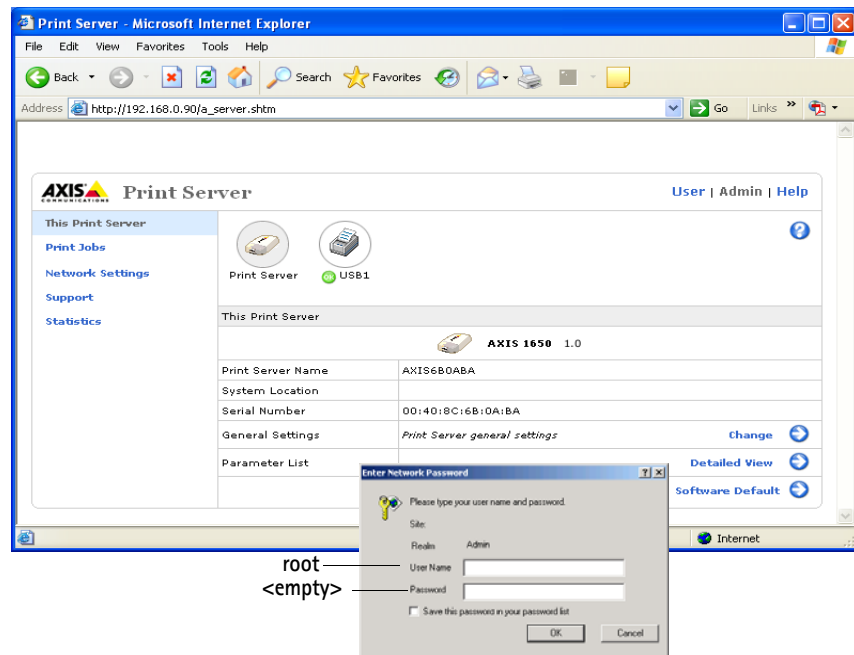 Print Server - Microsoft Internet Explorer
File Edit View Favorites Tools Help
Back Search Favorites
Address http://192.168.0.90/a_server.shtm Go Links »
AXIS COMMUNICATIONS Print Server User | Admin | Help
This Print Server
Print Jobs
Network Settings
Support
Statistics
Print Server OK USB1
This Print Server
AXIS 1650 1.0
Print Server Name AXIS6B0ABA
System Location
Serial Number 00:40:8C:6B:0A:BA
General Settings Print Server general settings Change
Parameter List Detailed View
Software Default
Internet
Enter Network Password
Please type your user name and password.
Site:
Realm Admin
root User Name
<empty> Password
Save this password in your password list
OK Cancel